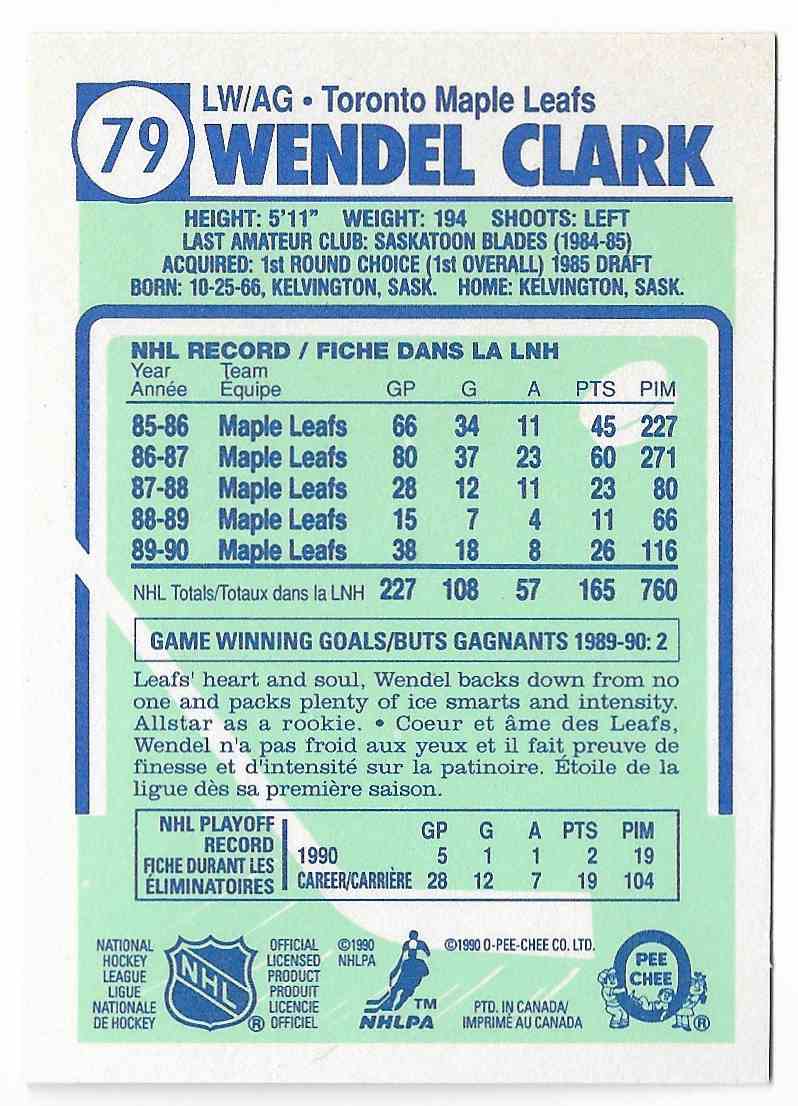 79
LW/AG • Toronto Maple Leafs
WENDEL CLARK
HEIGHT: 5'11" WEIGHT: 194 SHOOTS: LEFT
LAST AMATEUR CLUB: SASKATOON BLADES (1984-85)
ACQUIRED: 1st ROUND CHOICE (1st OVERALL) 1985 DRAFT
BORN: 10-25-66, KELVINGTON, SASK. HOME: KELVINGTON, SASK.
NHL RECORD / FICHE DANS LA LNH
Year Team
Année Équipe GP G A PTS PIM
85-86 Maple Leafs 66 34 11 45 227
86-87 Maple Leafs 80 37 23 60 271
87-88 Maple Leafs 28 12 11 23 80
88-89 Maple Leafs 15 7 4 11 66
89-90 Maple Leafs 38 18 8 26 116
NHL Totals/Totaux dans la LNH 227 108 57 165 760
GAME WINNING GOALS/BUTS GAGNANTS 1989-90: 2
Leafs' heart and soul, Wendel backs down from no
one and packs plenty of ice smarts and intensity.
Allstar as a rookie. • Coeur et âme des Leafs,
Wendel n'a pas froid aux yeux et il fait preuve de
finesse et d'intensité sur la patinoire. Étoile de la
ligue dès sa première saison.
NHL PLAYOFF
RECORD
FICHE DURANT LES
ÉLIMINATOIRES
GP G A PTS PIM
1990 5 1 1 2 19
CAREER/CARRIÈRE 28 12 7 19 104
NATIONAL
HOCKEY
LEAGUE
LIGUE
NATIONALE
DE HOCKEY
NHL
®
OFFICIAL
LICENSED
PRODUCT
PRODUIT
LICENCIE
OFFICIEL
©1990
NHLPA
TM
NHLPA
©1990 O-PEE-CHEE CO. LTD.
PTD. IN CANADA/
IMPRIMÉ AU CANADA
O
PEE
CHEE
®